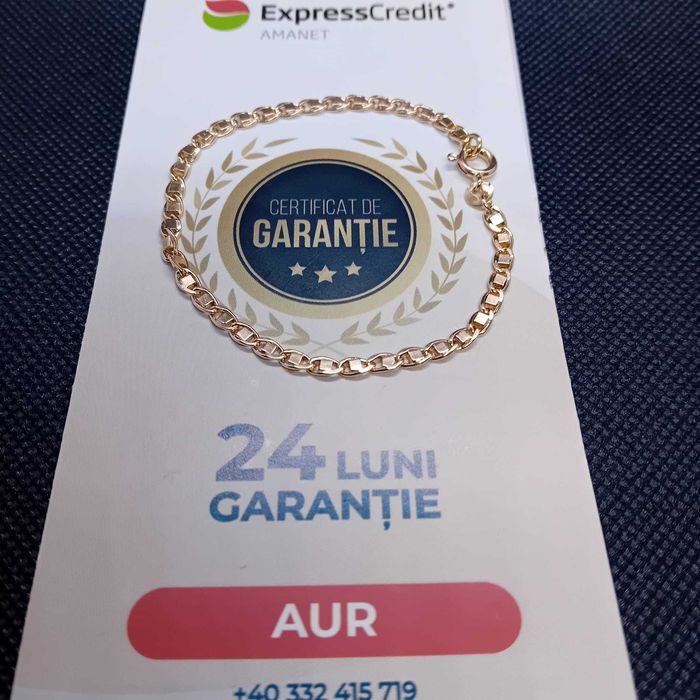 ExpressCredit®
AMANET
CERTIFICAT DE
GARANȚIE
24 LUNI
GARANȚIE
AUR
+40 332 415 719